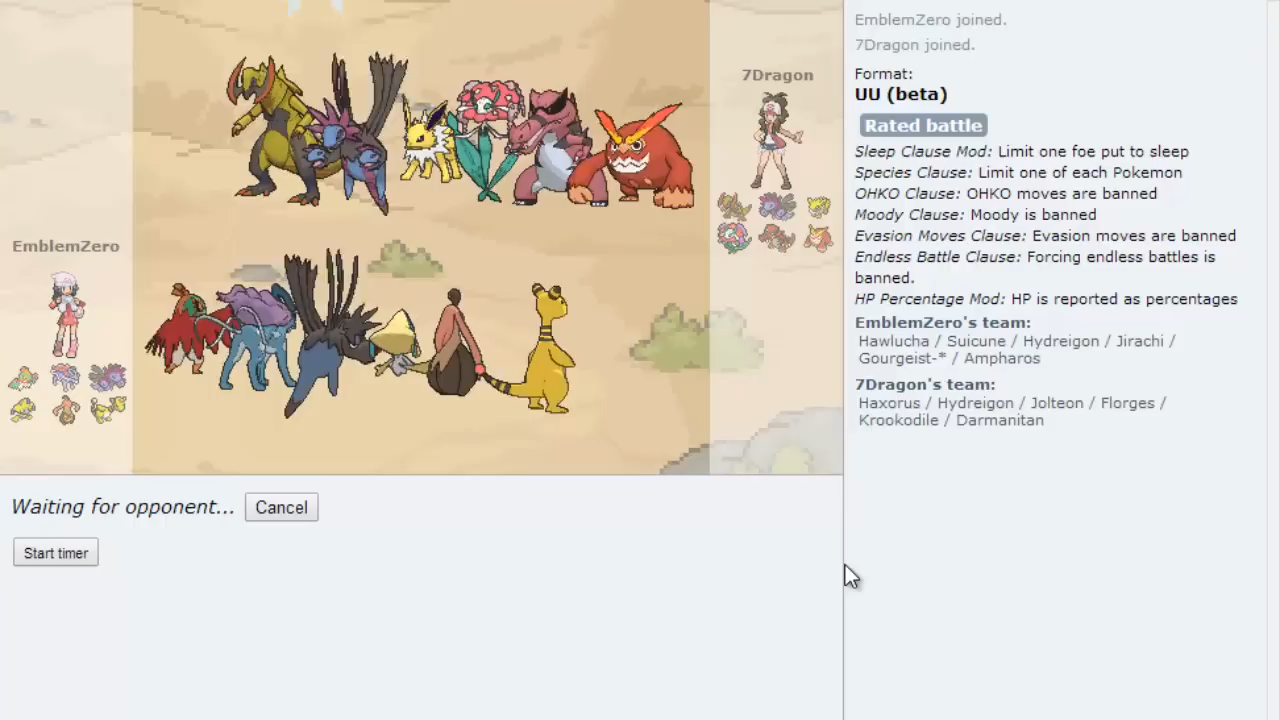 EmblemZero joined.
7Dragon joined.
Format:
UU (beta)
Rated battle
Sleep Clause Mod: Limit one foe put to sleep
Species Clause: Limit one of each Pokemon
OHKO Clause: OHKO moves are banned
Moody Clause: Moody is banned
Evasion Moves Clause: Evasion moves are banned
Endless Battle Clause: Forcing endless battles is
banned.
HP Percentage Mod: HP is reported as percentages
EmblemZero's team:
Hawlucha / Suicune / Hydreigon / Jirachi /
Gourgeist-* / Ampharos
7Dragon's team:
Haxorus / Hydreigon / Jolteon / Florges /
Krookodile / Darmanitan
7Dragon
EmblemZero
Waiting for opponent... Cancel
Start timer